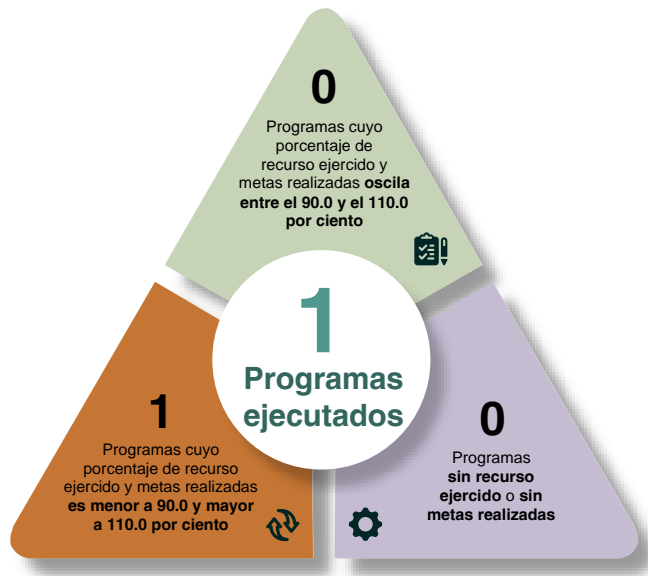 0
Programas cuyo
porcentaje de
recurso ejercido y
metas realizadas oscila
entre el 90.0 y el 110.0
por ciento
1
Programas
ejecutados
1
Programas cuyo
porcentaje de recurso
ejercido y metas realizadas
es menor a 90.0 y mayor
a 110.0 por ciento
0
Programas
sin recurso
ejercido o sin
metas realizadas